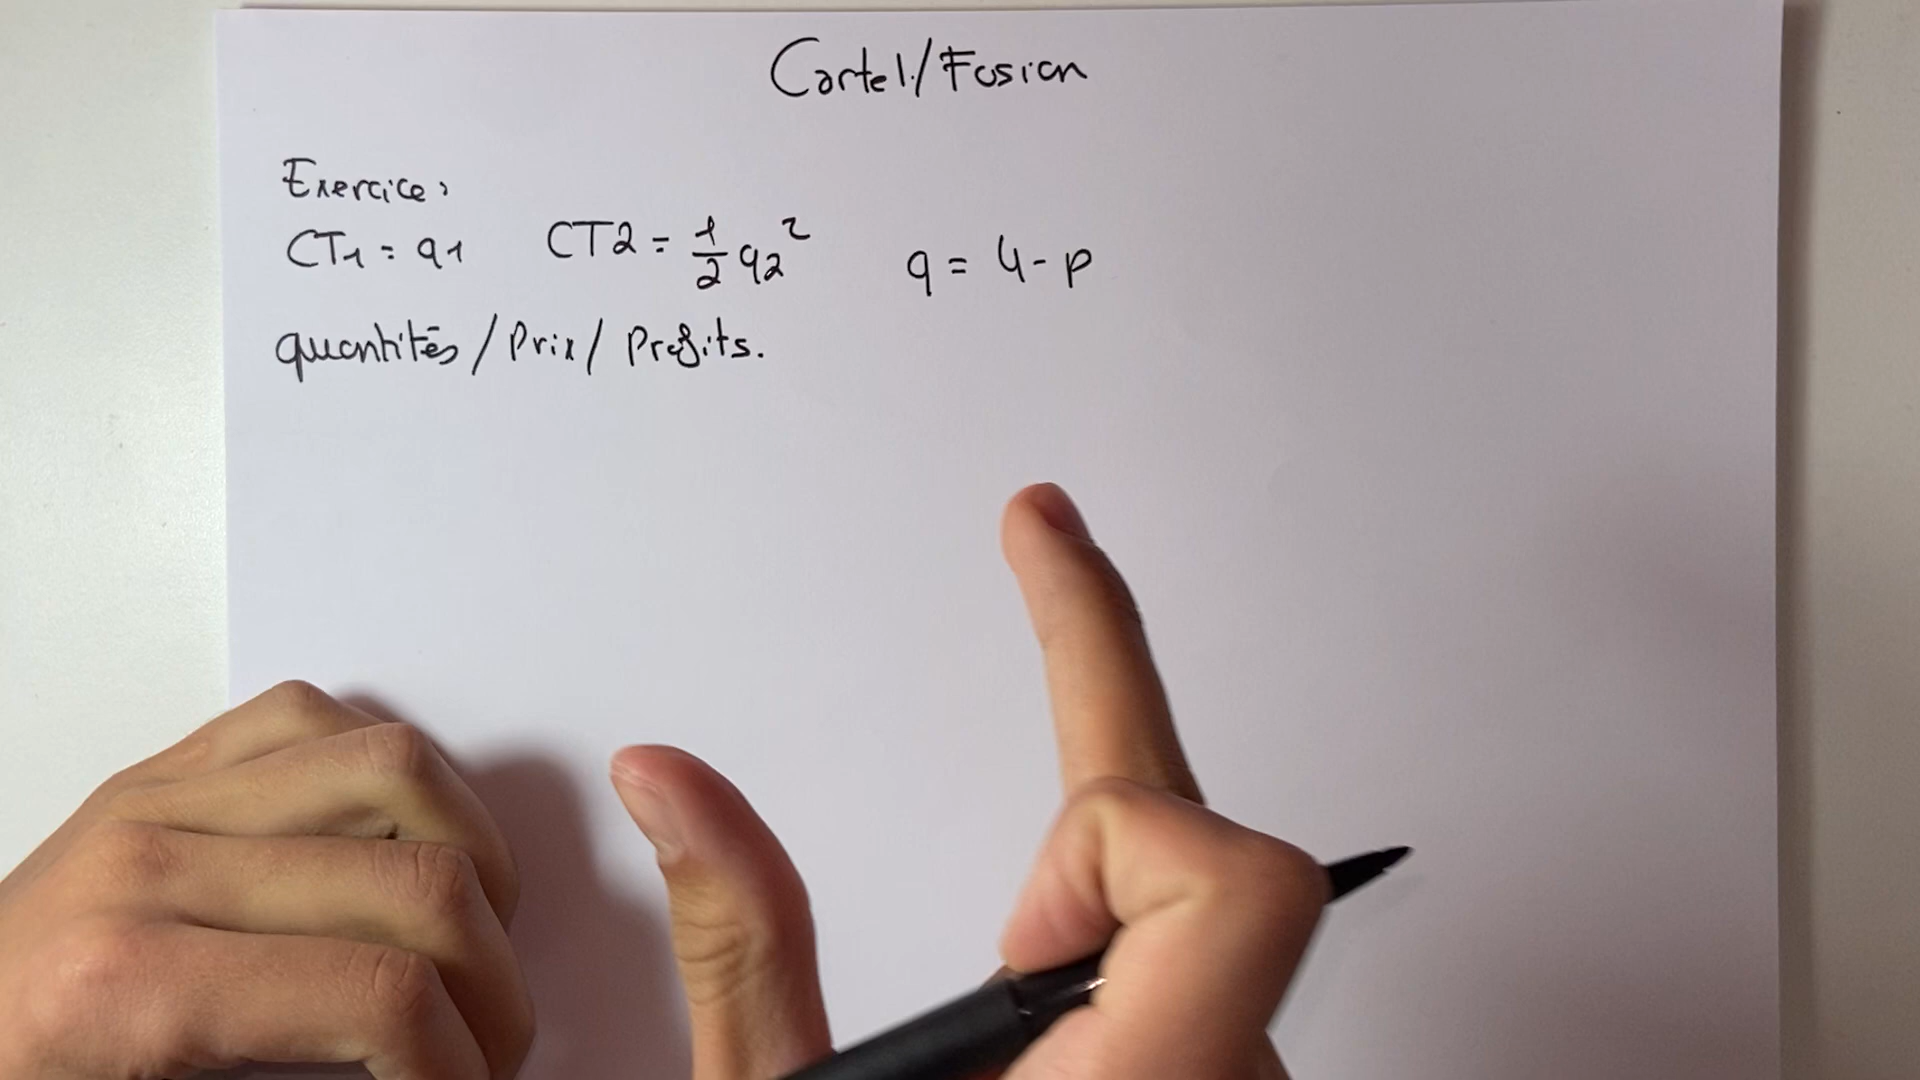 Cartel/Fusion
Exercice:
CT1 = q1 CT2 = 1/2 q2² q = 4 - p
quantités/Prix/Profits.